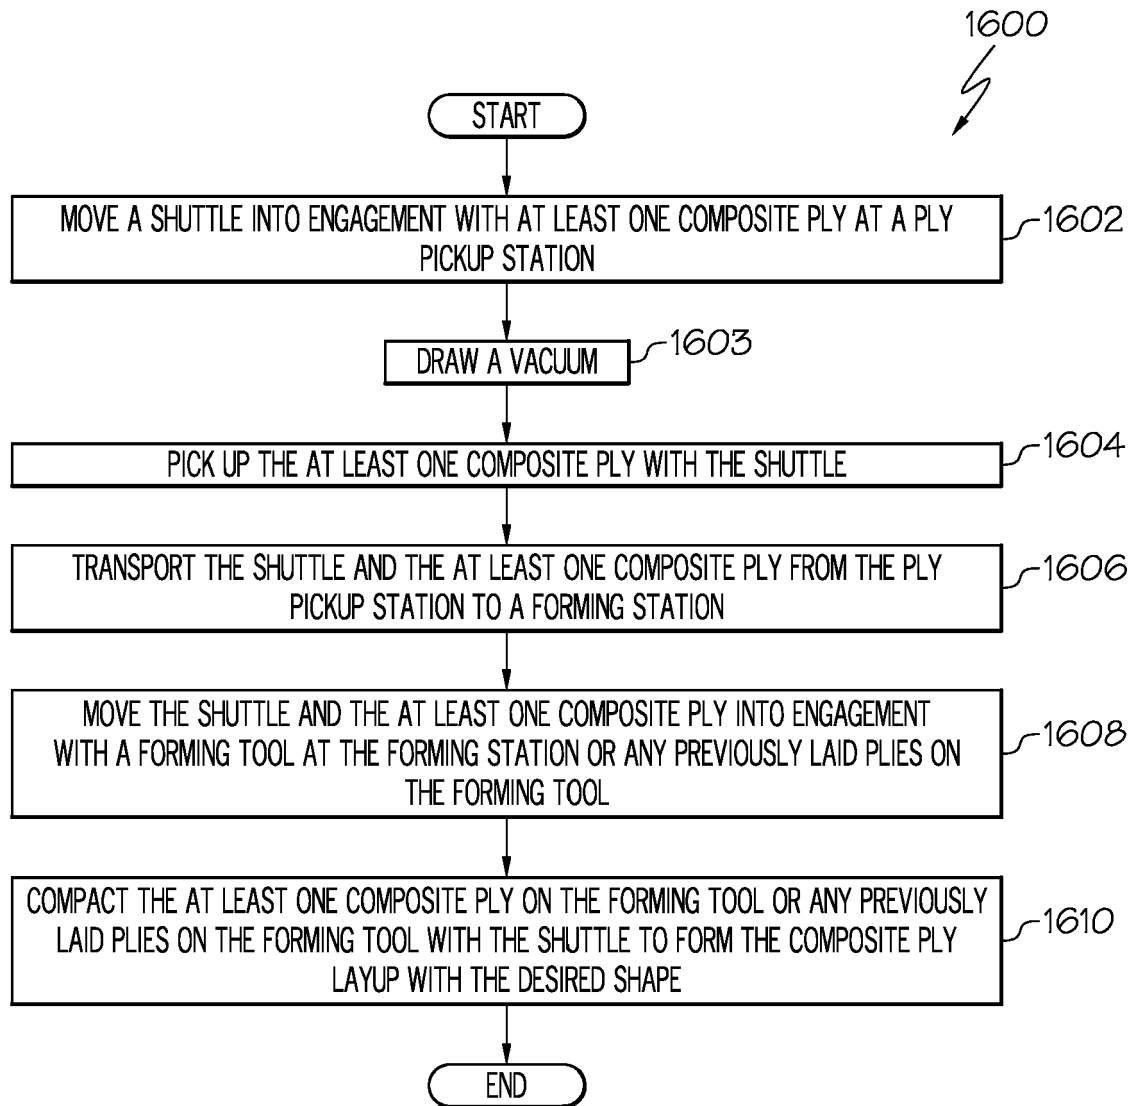 1600
START
MOVE A SHUTTLE INTO ENGAGEMENT WITH AT LEAST ONE COMPOSITE PLY AT A PLY
PICKUP STATION
1602
DRAW A VACUUM
1603
PICK UP THE AT LEAST ONE COMPOSITE PLY WITH THE SHUTTLE
1604
TRANSPORT THE SHUTTLE AND THE AT LEAST ONE COMPOSITE PLY FROM THE PLY
PICKUP STATION TO A FORMING STATION
1606
MOVE THE SHUTTLE AND THE AT LEAST ONE COMPOSITE PLY INTO ENGAGEMENT
WITH A FORMING TOOL AT THE FORMING STATION OR ANY PREVIOUSLY LAID PLIES ON
THE FORMING TOOL
1608
COMPACT THE AT LEAST ONE COMPOSITE PLY ON THE FORMING TOOL OR ANY PREVIOUSLY
LAID PLIES ON THE FORMING TOOL WITH THE SHUTTLE TO FORM THE COMPOSITE PLY
LAYUP WITH THE DESIRED SHAPE
1610
END